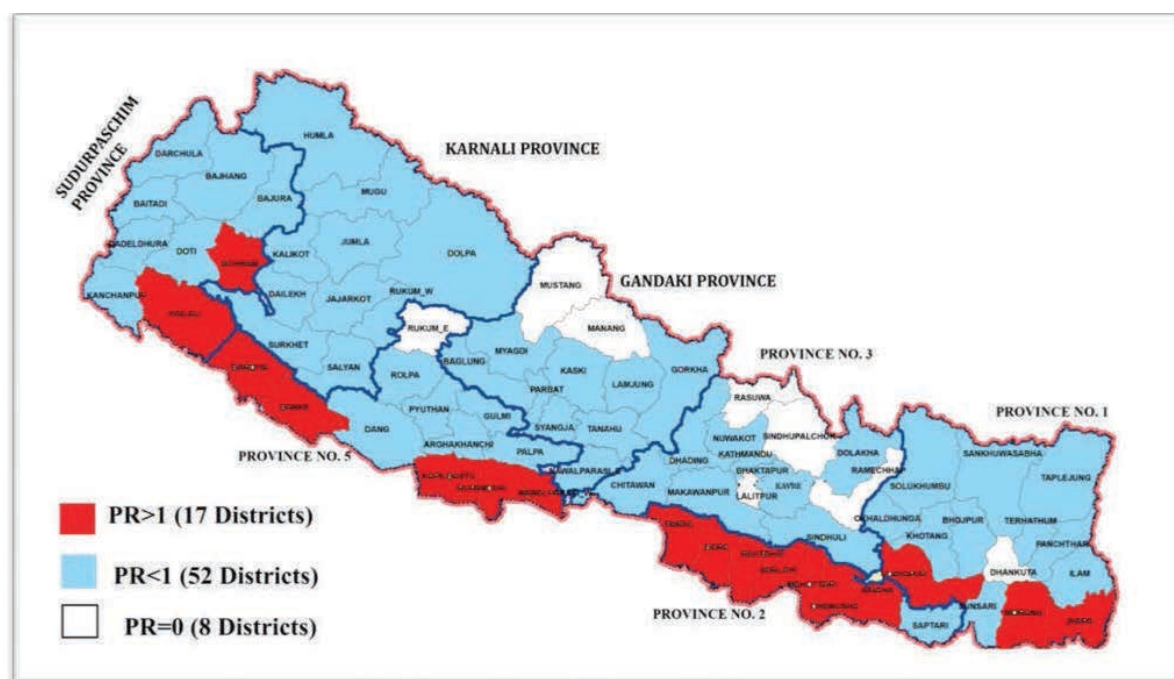 SUDURPASCHIM
PROVINCE
KARNALI PROVINCE
GANDAKI PROVINCE
PROVINCE NO. 3
PROVINCE NO. 1
PROVINCE NO. 5
PROVINCE NO. 2
HUMLA
DARCHULA
BAJHANG
BAITADI
BAJURA
MUGU
DADELDHURA
DOTI
JUMLA
KALIKOT
DOLPA
KANCHANPUR
DAILEKH
JAJARKOT
RUKUM_W
MUSTANG
MANANG
RUKUM_E
SURKHET
SALYAN
ROLPA
BAGLUNG
MYAGDI
KASKI
PARBAT
LAMJUNG
GORKHA
PYUTHAN
GULMI
DANG
SYANGJA
TANAHU
ARGHAKHANCHI
PALPA
RASUWA
SINDHUPALCHOK
NUWAKOT
KATHMANDU
DHADING
BHAKTAPUR
DOLAKHA
RAMECHHAP
CHITAWAN
MAKAWANPUR
LALITPUR
KAVRE
SINDHULI
SANKHUWASABHA
TAPLEJUNG
SOLUKHUMBU
OKHALDHUNGA
BHOJPUR
TERHATHUM
KHOTANG
PANCHTHAR
DHANKUTA
ILAM
SUNSARI
SAPTARI
PR>1 (17 Districts)
PR<1 (52 Districts)
PR=0 (8 Districts)